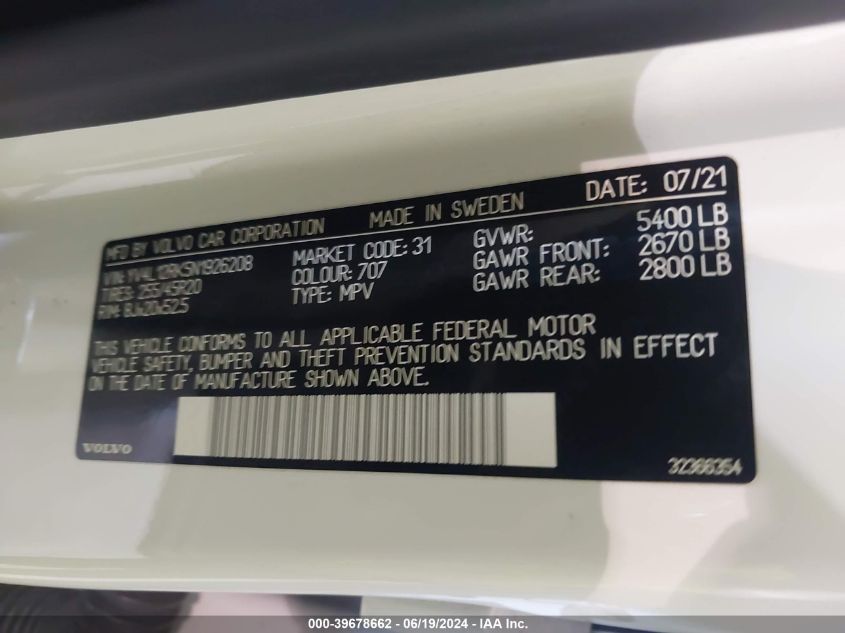 DATE: 07/21
MFD BY VOLVO CAR CORPORATION MADE IN SWEDEN
VIN: YV4L12RK5N1926208 MARKET CODE: 31 GVWR: 5400 LB
TIRES: 255/45R20 COLOUR: 707 GAWR FRONT: 2670 LB
RIM: 8Jx20x52.5 TYPE: MPV GAWR REAR: 2800 LB
THIS VEHICLE CONFORMS TO ALL APPLICABLE FEDERAL MOTOR
VEHICLE SAFETY, BUMPER AND THEFT PREVENTION STANDARDS IN EFFECT
ON THE DATE OF MANUFACTURE SHOWN ABOVE.
VOLVO
32366354
000-39678662 - 06/19/2024 - IAA Inc.